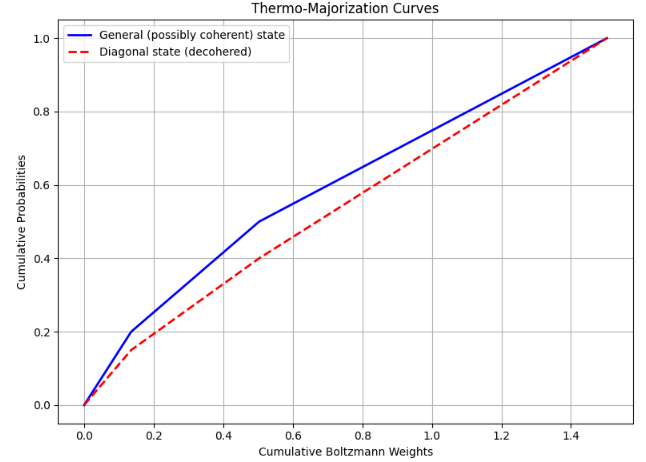 Thermo-Majorization Curves
General (possibly coherent) state
Diagonal state (decohered)
Cumulative Probabilities
1.0
0.8
0.6
0.4
0.2
0.0
0.0 0.2 0.4 0.6 0.8 1.0 1.2 1.4
Cumulative Boltzmann Weights